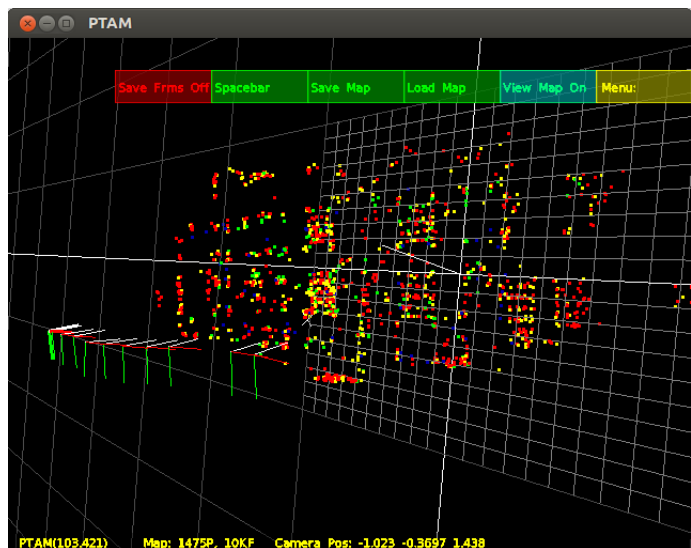 PTAM
Save Frms Off Spacebar Save Map Load Map View Map On Menu:
PTAM(103,421) Map: 1475P, 10KF Camera Pos: -1.023 -0.3697 1.438